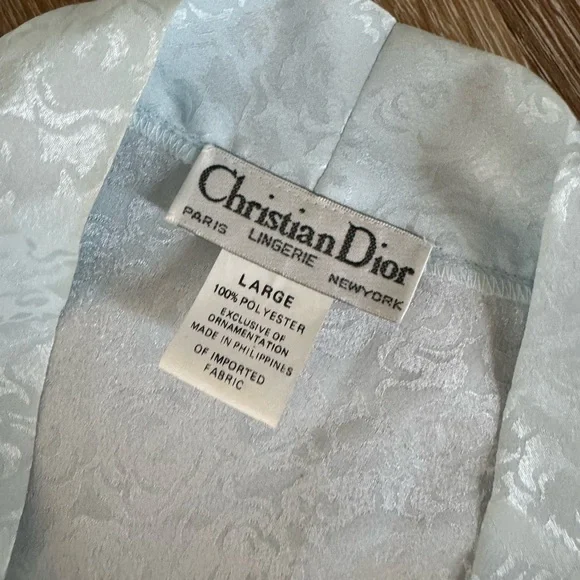 Christian Dior
PARIS LINGERIE NEWYORK
LARGE
100% POLYESTER
EXCLUSIVE OF
ORNAMENTATION
MADE IN PHILIPPINES
OF IMPORTED
FABRIC